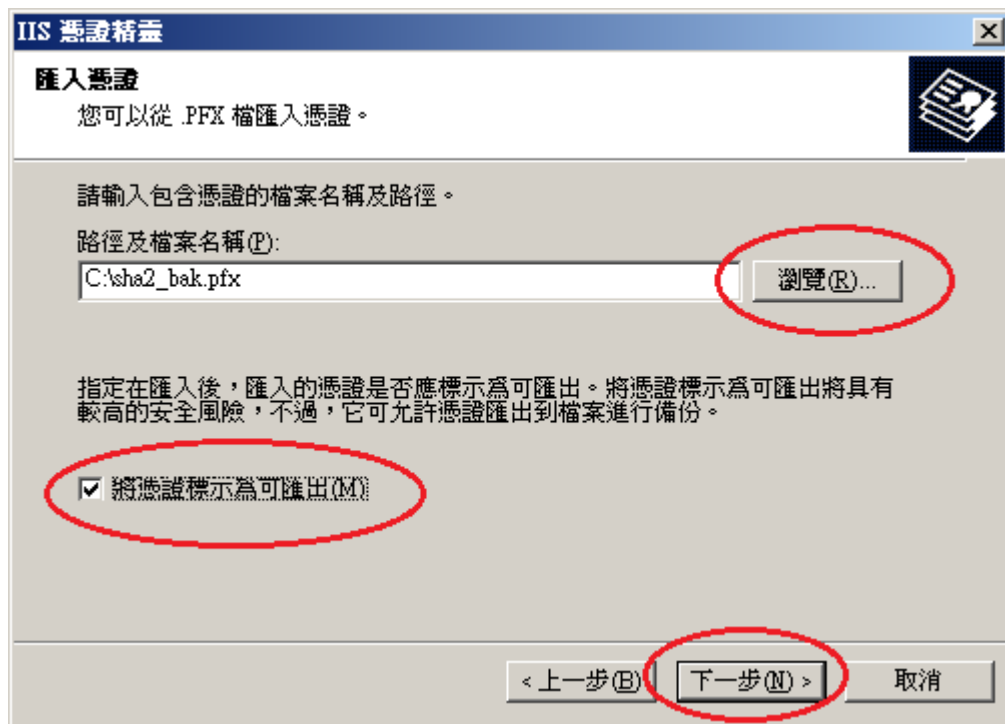 IIS 憑證精靈
匯入憑證
您可以從 .PFX 檔匯入憑證。
請輸入包含憑證的檔案名稱及路徑。
路徑及檔案名稱(P):
C:\sha2_bak.pfx
瀏覽(R)...
指定在匯入後，匯入的憑證是否應標示為可匯出。將憑證標示為可匯出將具有
較高的安全風險，不過，它可允許憑證匯出到檔案進行備份。
將憑證標示為可匯出(M)
< 上一步(B)
下一步(N) >
取消